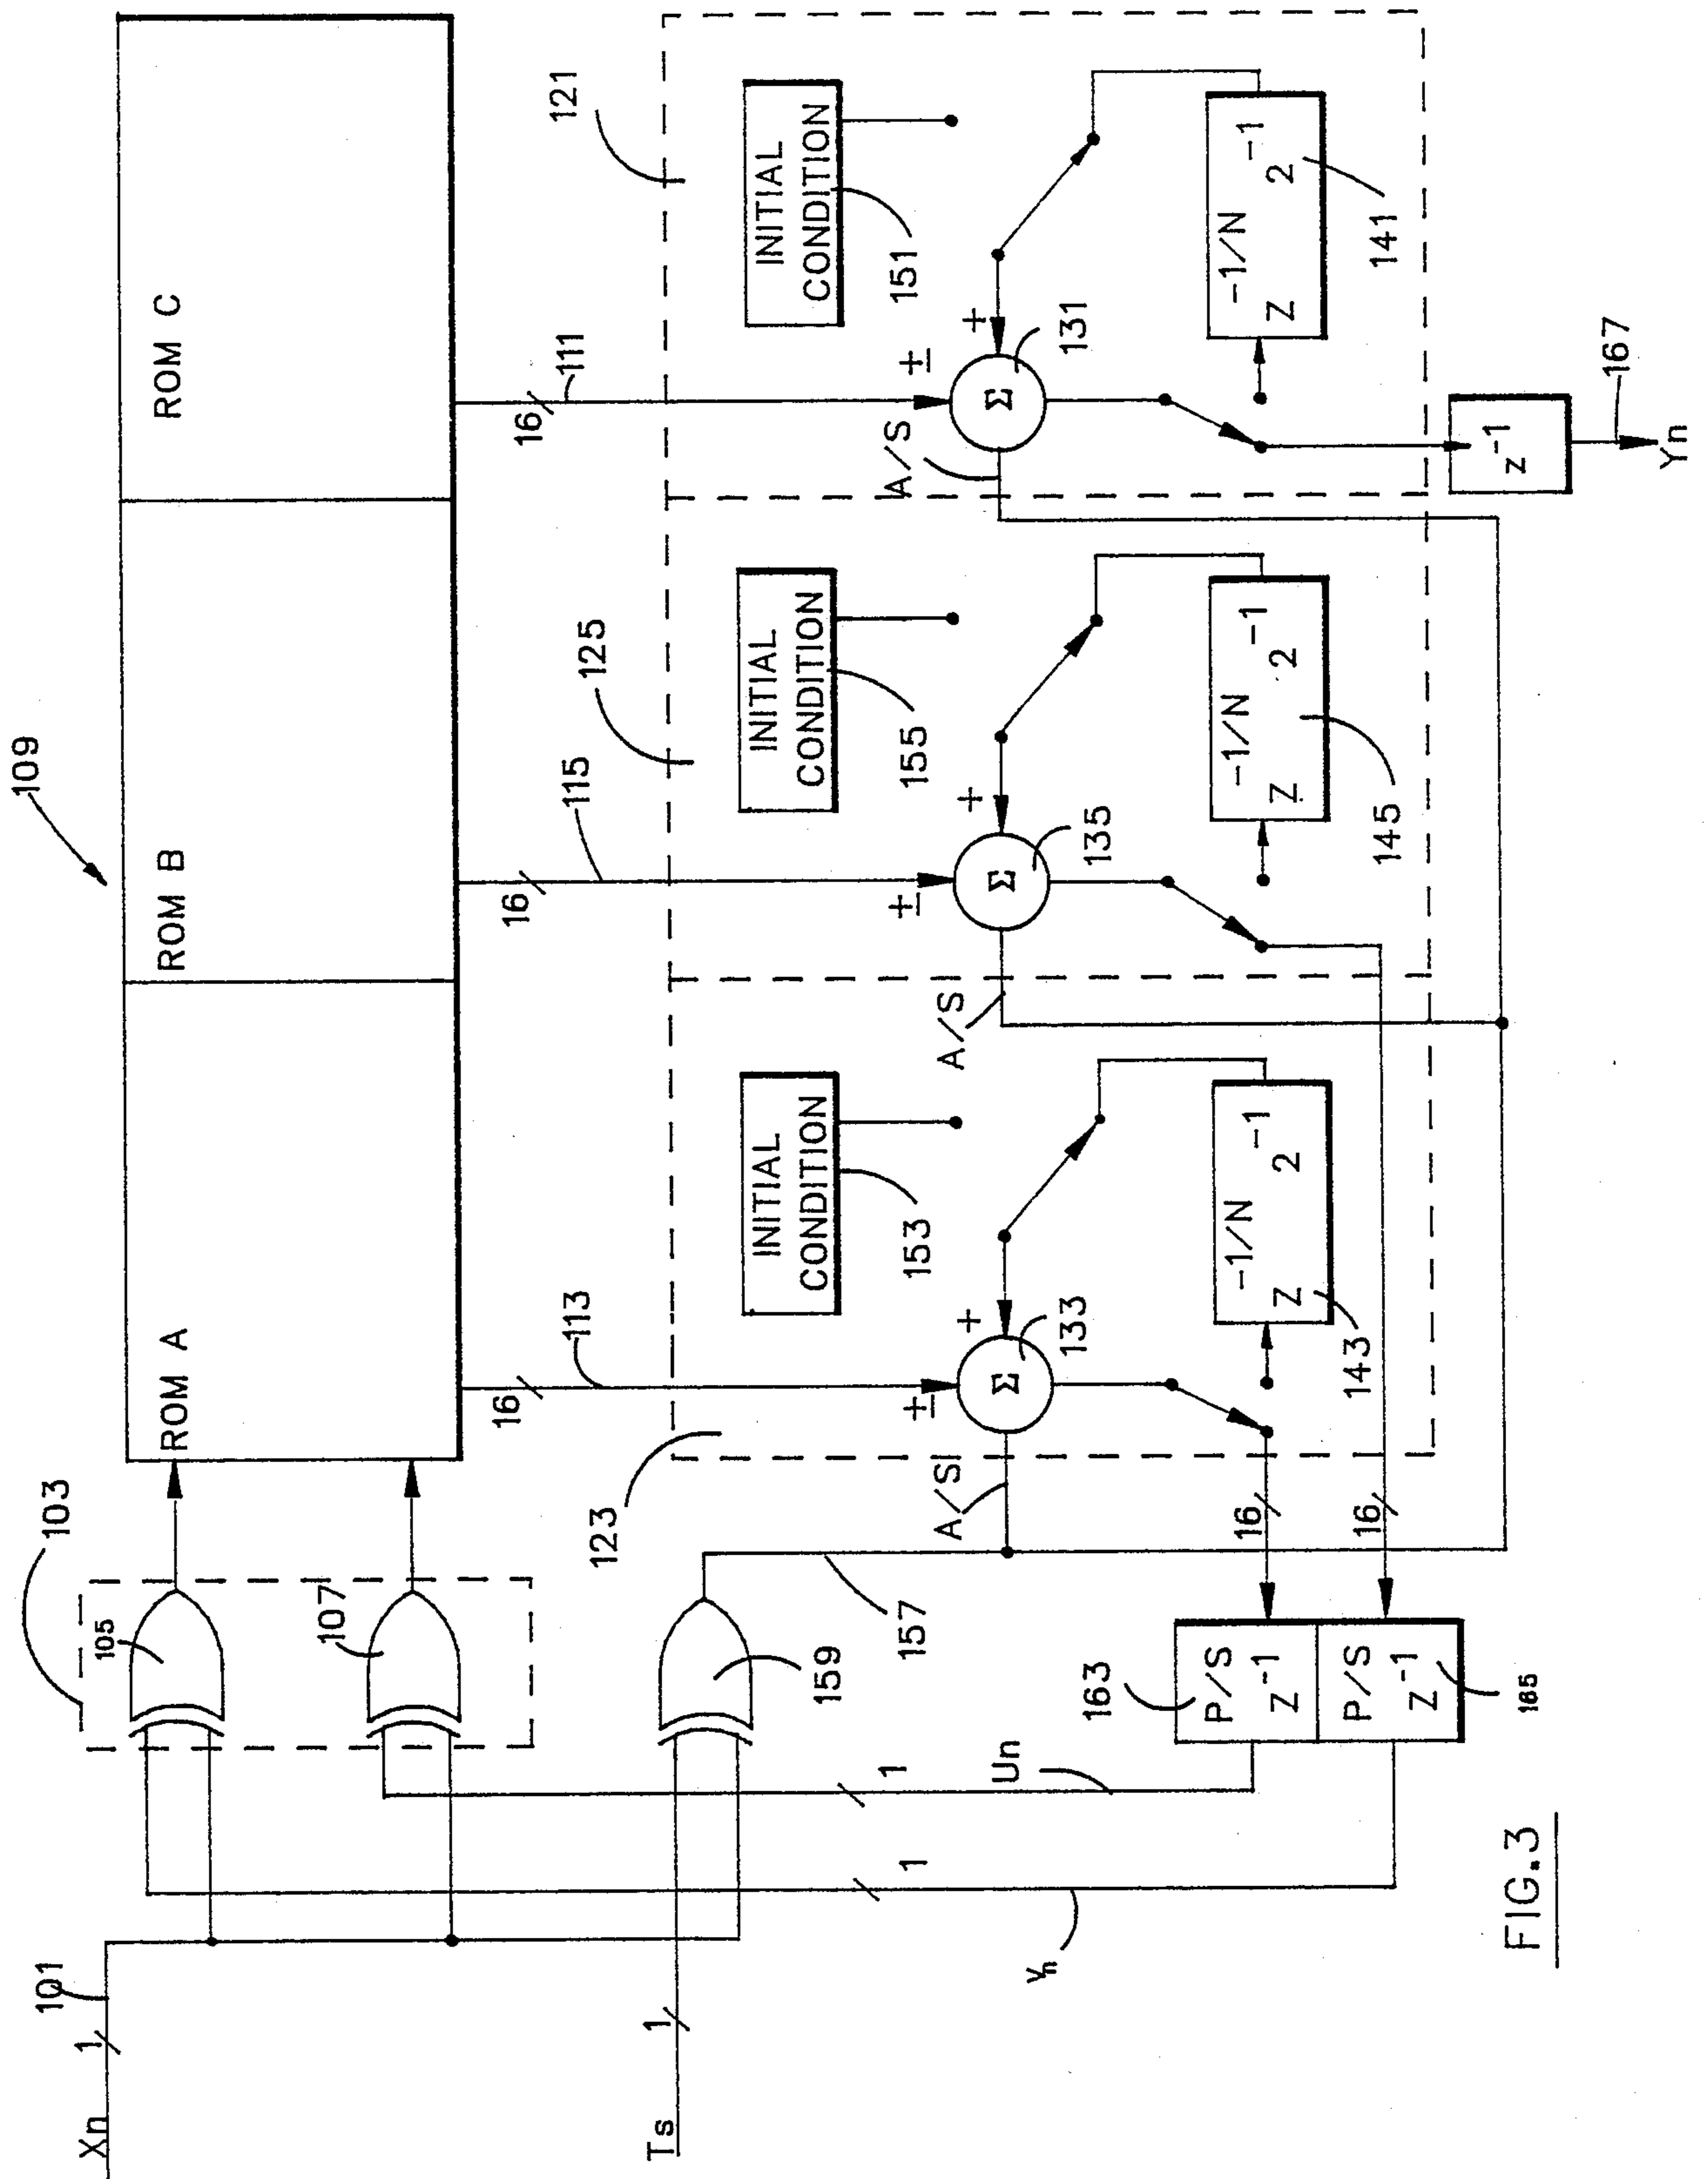 109
103
105
107
ROM A
ROM B
ROM C
101
Xn
1
Ts
1
159
157
16
113
16
115
16
111
123
125
121
INITIAL
CONDITION
153
INITIAL
CONDITION
155
INITIAL
CONDITION
151
A/S
±
+
Σ
133
A/S
±
+
Σ
135
A/S
±
+
Σ
131
Z -1/N 2 -1
143
Z -1/N 2 -1
145
Z -1/N 2 -1
141
16
16
163
P/S
Z-1
P/S
Z-1
165
Un
1
Vn
1
z-1
167
Yn
FIG.3